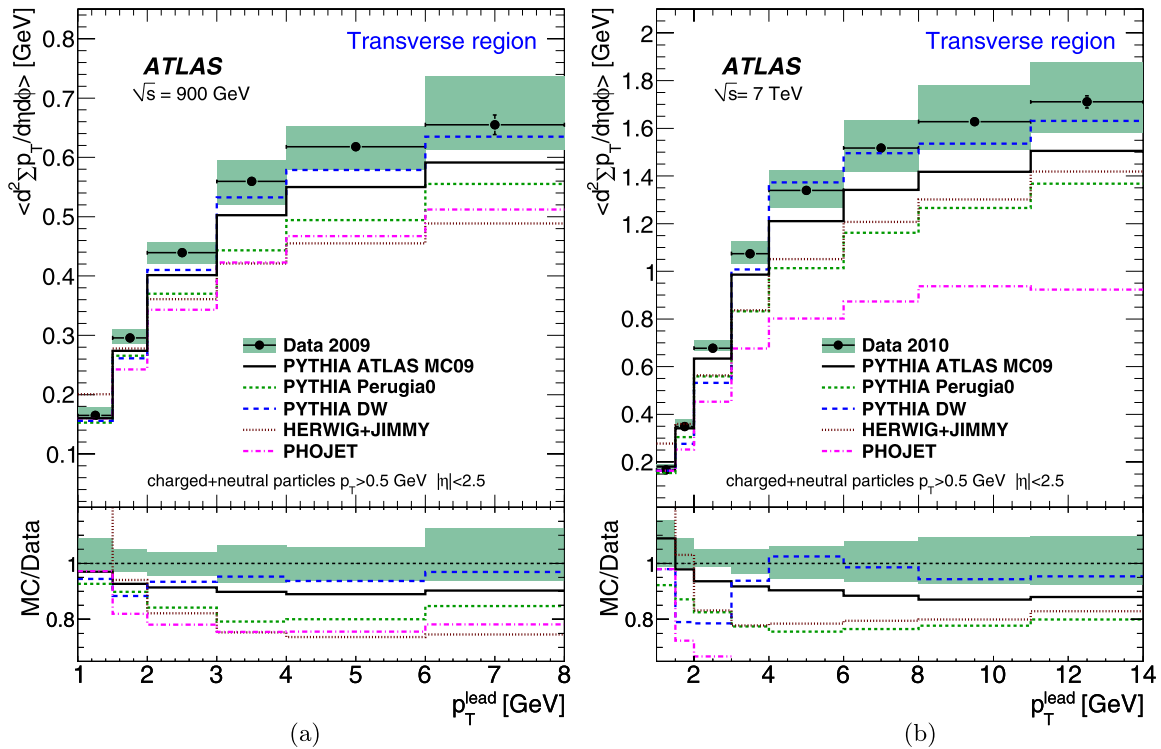 <d²Σp_T/dηdϕ> [GeV]
0.8
0.7
0.6
0.5
0.4
0.3
0.2
0.1
Transverse region
ATLAS
√s = 900 GeV
Data 2009
PYTHIA ATLAS MC09
PYTHIA Perugia0
PYTHIA DW
HERWIG+JIMMY
PHOJET
charged+neutral particles p_T>0.5 GeV |η|<2.5
MC/Data
1
0.8
1 2 3 4 5 6 7 8
p_T^lead [GeV]
(a)
<d²Σp_T/dηdϕ> [GeV]
2
1.8
1.6
1.4
1.2
1
0.8
0.6
0.4
0.2
Transverse region
ATLAS
√s= 7 TeV
Data 2010
PYTHIA ATLAS MC09
PYTHIA Perugia0
PYTHIA DW
HERWIG+JIMMY
PHOJET
charged+neutral particles p_T>0.5 GeV |η|<2.5
MC/Data
1
0.8
2 4 6 8 10 12 14
p_T^lead [GeV]
(b)